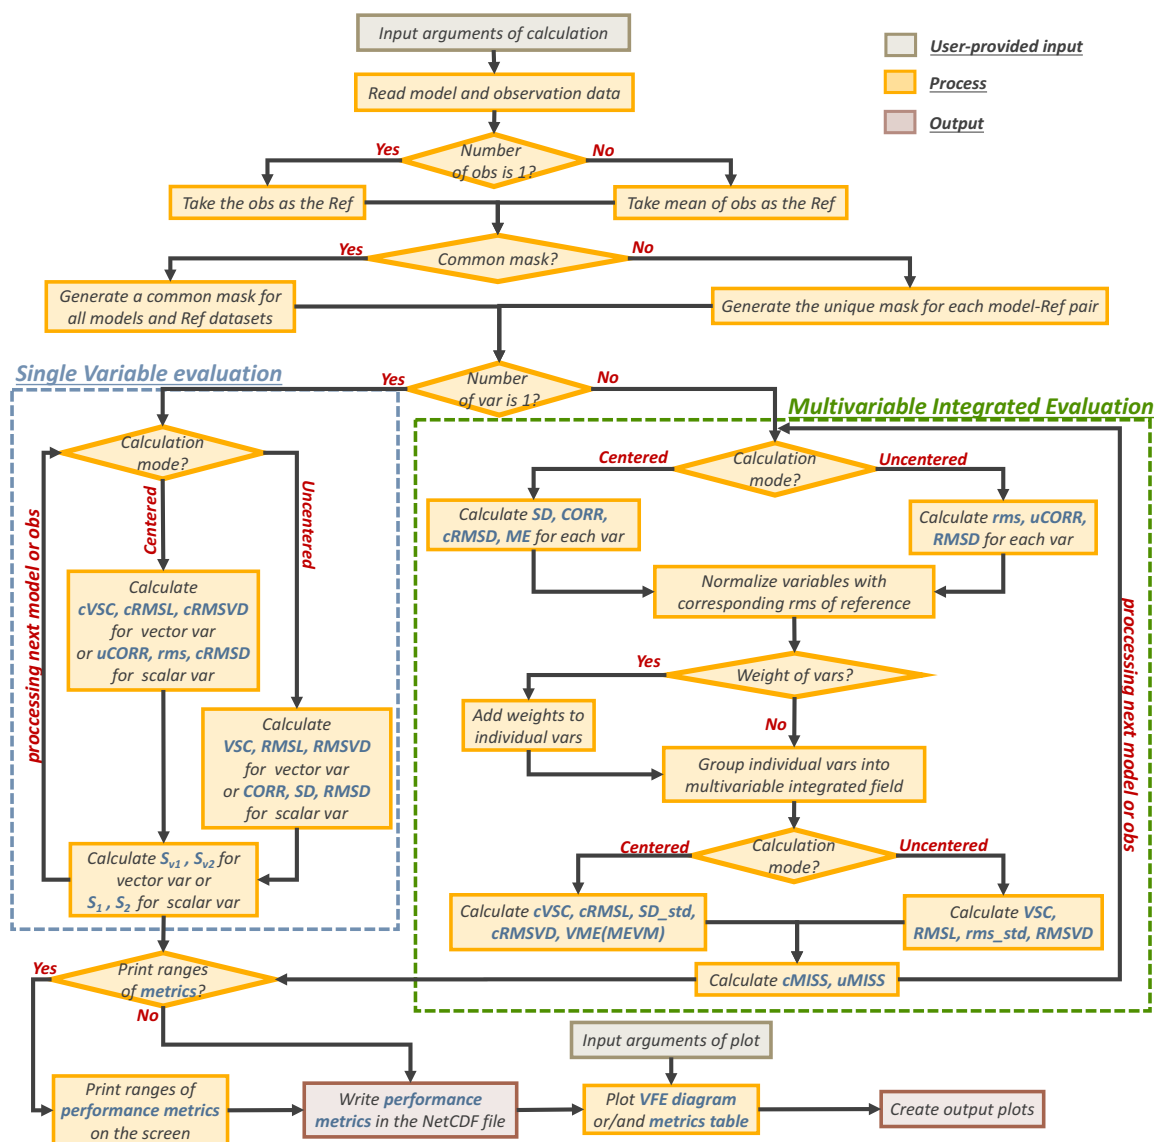 Input arguments of calculation
User-provided input
Process
Output
Read model and observation data
Yes
Number
of obs is 1?
No
Take the obs as the Ref
Take mean of obs as the Ref
Yes
Common mask?
No
Generate a common mask for
all models and Ref datasets
Generate the unique mask for each model-Ref pair
Single Variable evaluation
Yes
Number
of var is 1?
No
Multivariable Integrated Evaluation
Calculation
mode?
Centered
Uncentered
proccessing next model or obs
Calculate
cVSC, cRMSL, cRMSVD
for vector var
or uCORR, rms, cRMSD
for scalar var
Calculate
VSC, RMSL, RMSVD
for vector var
or CORR, SD, RMSD
for scalar var
Calculate Sv1 , Sv2 for
vector var or
S1 , S2 for scalar var
Centered
Calculation
mode?
Uncentered
Calculate SD, CORR,
cRMSD, ME for each var
Calculate rms, uCORR,
RMSD for each var
Normalize variables with
corresponding rms of reference
Yes
Weight of vars?
No
Add weights to
individual vars
Group individual vars into
multivariable integrated field
Centered
Calculation
mode?
Uncentered
Calculate cVSC, cRMSL, SD_std,
cRMSVD, VME(MEVM)
Calculate VSC,
RMSL, rms_std, RMSVD
Calculate cMISS, uMISS
proccessing next model or obs
Yes
Print ranges
of metrics?
No
Input arguments of plot
Print ranges of
performance metrics
on the screen
Write performance
metrics in the NetCDF file
Plot VFE diagram
or/and metrics table
Create output plots